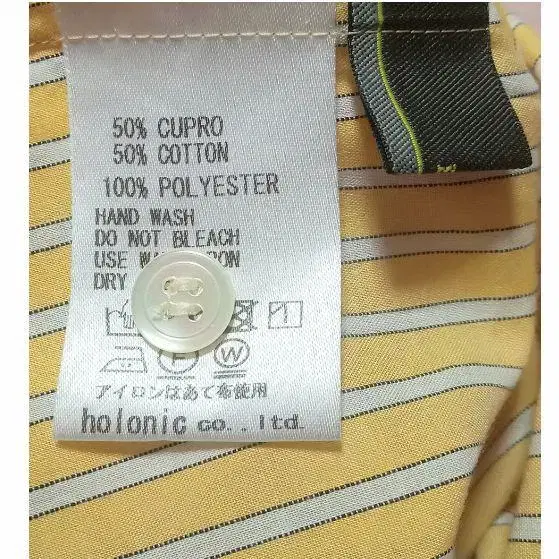 50% CUPRO
50% COTTON
100% POLYESTER
HAND WASH
DO NOT BLEACH
USE
DRY
アイロンはあて布使用
holonic co., ltd.